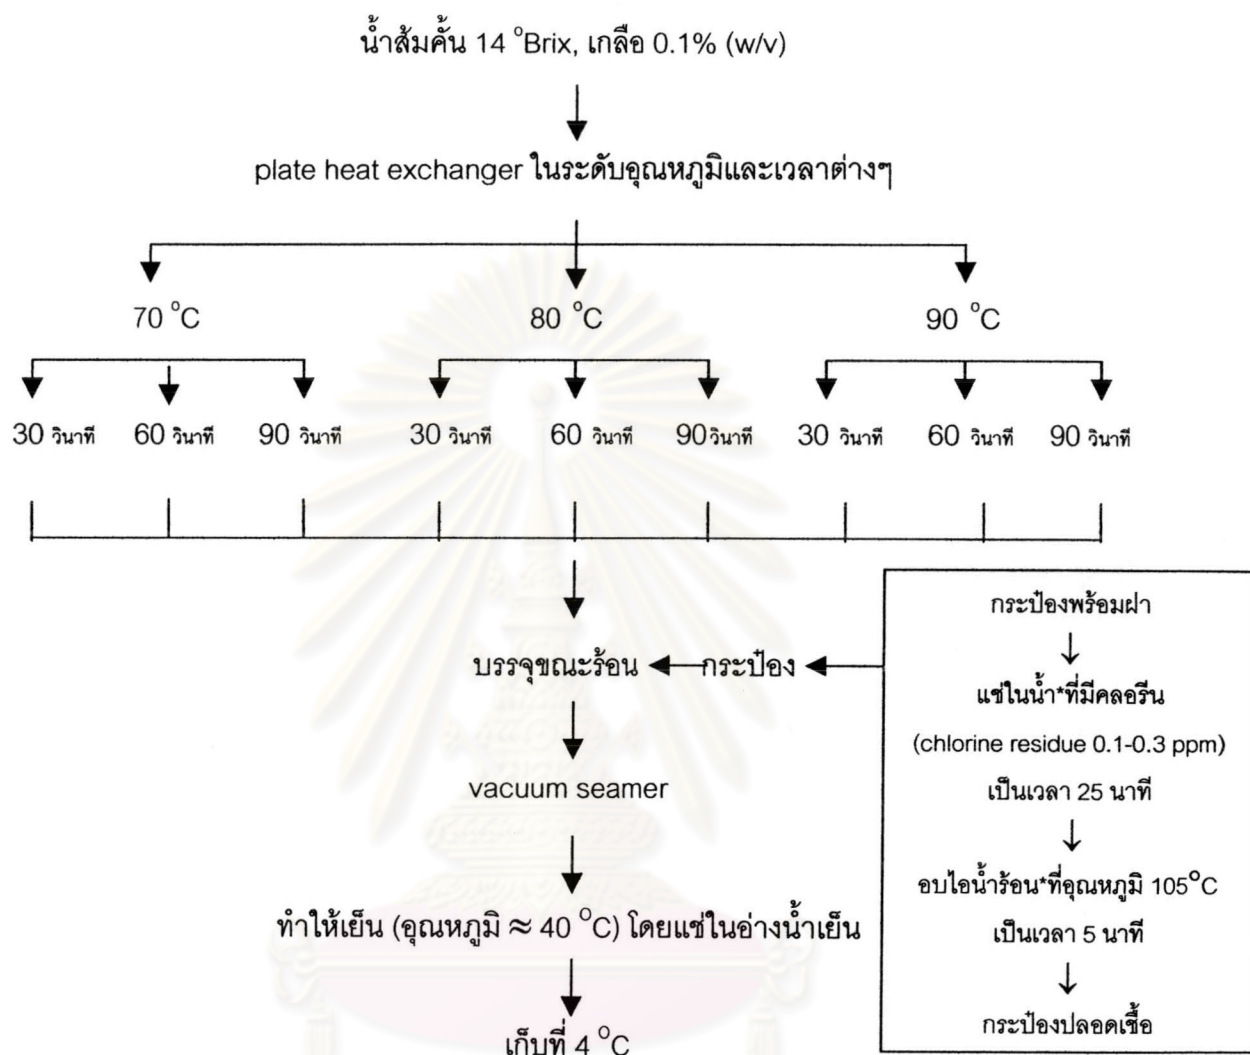 น้ำส้มคั้น 14 °Brix, เกลือ 0.1% (w/v)
plate heat exchanger ในระดับอุณหภูมิและเวลาต่างๆ
70 °C 80 °C 90 °C
30 วินาที 60 วินาที 90 วินาที 30 วินาที 60 วินาที 90 วินาที 30 วินาที 60 วินาที 90 วินาที
บรรจุขณะร้อน กระป๋อง
vacuum seamer
ทำให้เย็น (อุณหภูมิ ≈ 40 °C) โดยแช่ในอ่างน้ำเย็น
เก็บที่ 4 °C
กระป๋องพร้อมฝา
แช่ในน้ำ*ที่มีคลอรีน
(chlorine residue 0.1-0.3 ppm)
เป็นเวลา 25 นาที
อบไอน้ำร้อน*ที่อุณหภูมิ 105°C
เป็นเวลา 5 นาที
กระป๋องปลอดเชื้อ